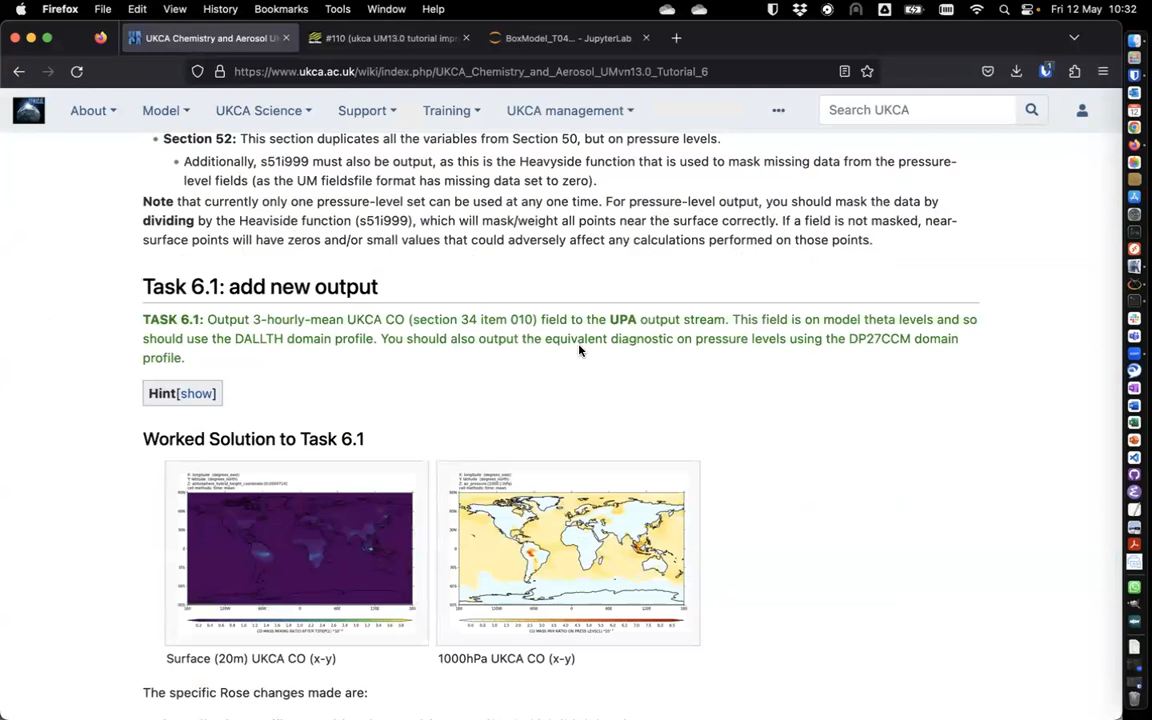 Firefox File Edit View History Bookmarks Tools Window Help Fri 12 May 10:32
UKCA Chemistry and Aerosol U #110 (ukca UM13.0 tutorial impr BoxModel_T04... - JupyterLab
https://www.ukca.ac.uk/wiki/index.php/UKCA_Chemistry_and_Aerosol_UMvn13.0_Tutorial_6
About Model UKCA Science Support Training UKCA management Search UKCA
Section 52: This section duplicates all the variables from Section 50, but on pressure levels.
Additionally, s51i999 must also be output, as this is the Heavyside function that is used to mask missing data from the pressure-
level fields (as the UM fieldsfile format has missing data set to zero).
Note that currently only one pressure-level set can be used at any one time. For pressure-level output, you should mask the data by
dividing by the Heaviside function (s51i999), which will mask/weight all points near the surface correctly. If a field is not masked, near-
surface points will have zeros and/or small values that could adversely affect any calculations performed on those points.
Task 6.1: add new output
TASK 6.1: Output 3-hourly-mean UKCA CO (section 34 item 010) field to the UPA output stream. This field is on model theta levels and so
should use the DALLTH domain profile. You should also output the equivalent diagnostic on pressure levels using the DP27CCM domain
profile.
Hint[show]
Worked Solution to Task 6.1
Surface (20m) UKCA CO (x-y) 1000hPa UKCA CO (x-y)
The specific Rose changes made are: